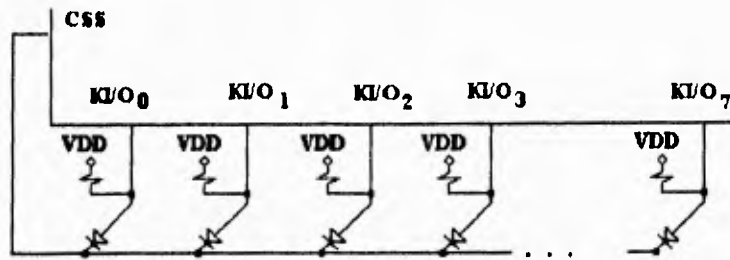 CSS
KI/O0 KI/O1 KI/O2 KI/O3 KI/O7
VDD VDD VDD VDD VDD
. . .